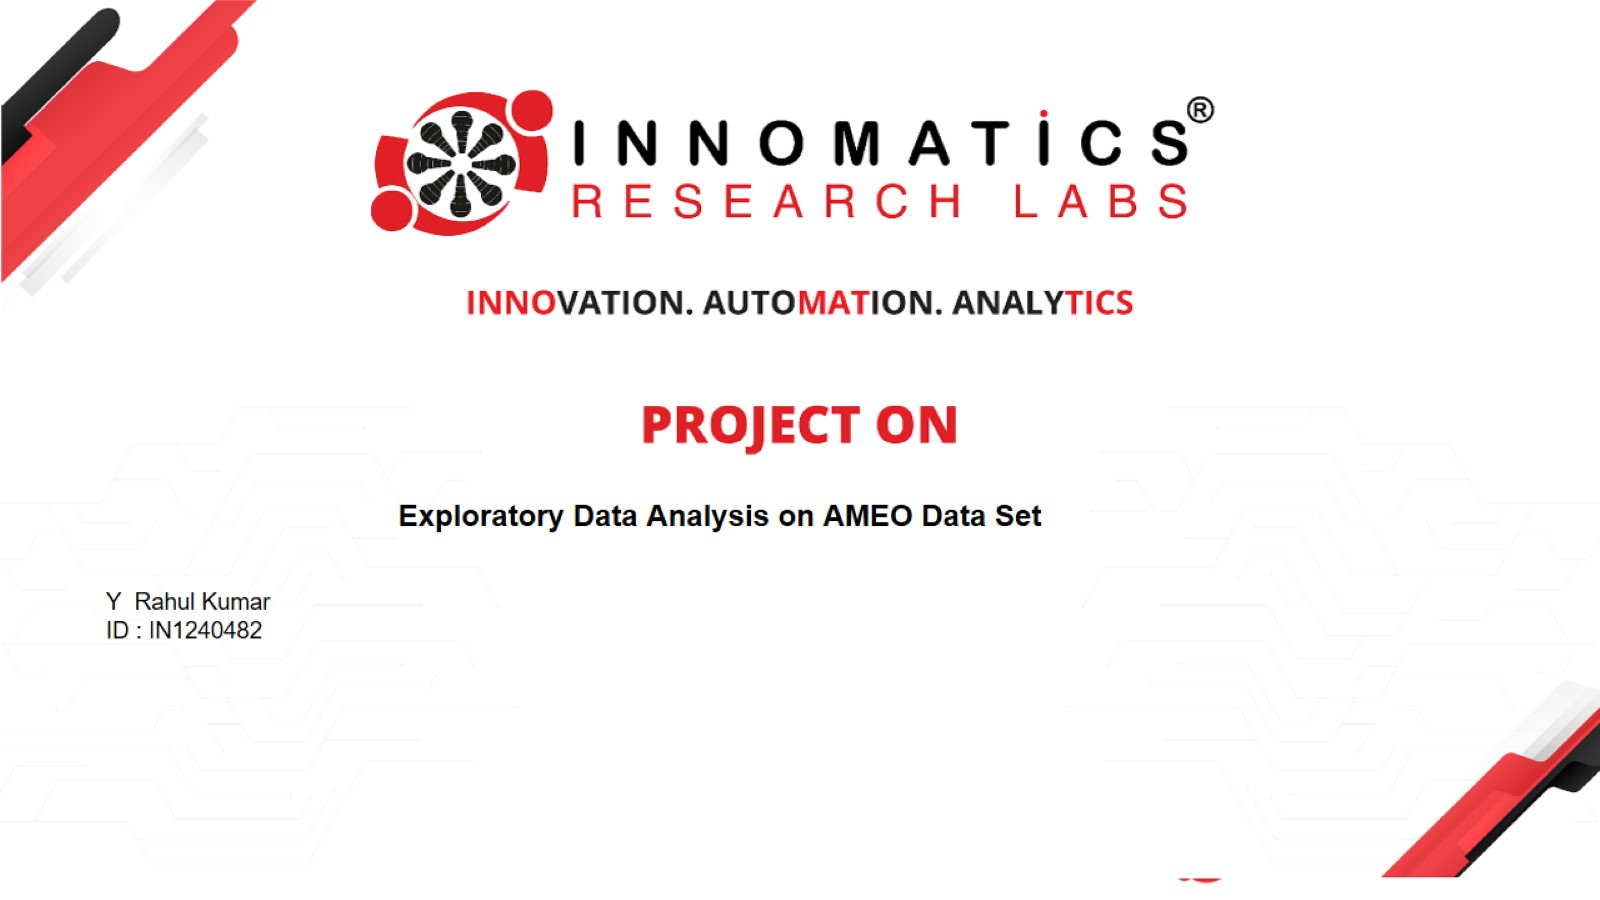 INNOMATICS®
RESEARCH LABS
INNOVATION. AUTOMATION. ANALYTICS
PROJECT ON
Exploratory Data Analysis on AMEO Data Set
Y Rahul Kumar
ID : IN1240482